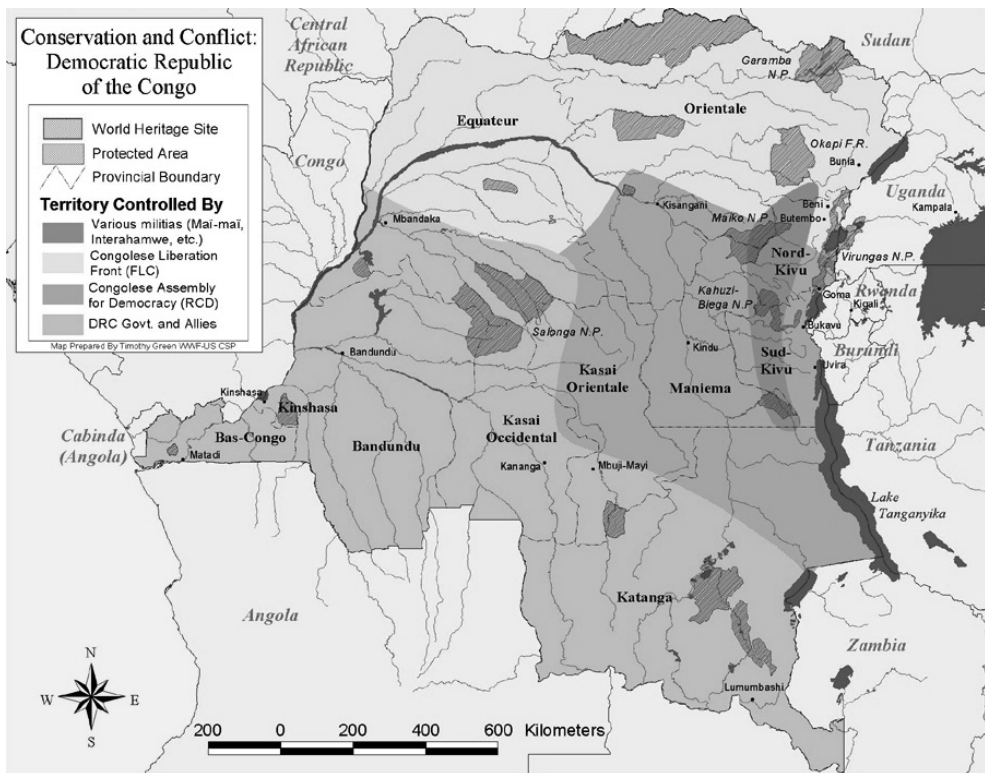 Conservation and Conflict:
Democratic Republic
of the Congo
World Heritage Site
Protected Area
Provincial Boundary
Territory Controlled By
Various militias (Maï-maï,
Interahamwe, etc.)
Congolese Liberation
Front (FLC)
Congolese Assembly
for Democracy (RCD)
DRC Govt. and Allies
Map Prepared By Timothy Green WWF-US CSP
Central
African
Republic
Sudan
Garamba
N.P.
Orientale
Equateur
Congo
Okapi F.R.
Bunia
Uganda
Kampala
Beni
Butembo
Kisangani
Maiko N.P.
Mbandaka
Nord-
Kivu
Virungas N.P.
Kahuzi-
Biega N.P.
Goma
Rwanda
Kigali
Bukavu
Salonga N.P.
Burundi
Kindu
Sud-
Kivu
Uvira
Bandundu
Kasai
Orientale
Maniema
Kinshasa
Kinshasa
Kasai
Occidental
Cabinda
(Angola)
Bas-Congo
Matadi
Bandundu
Kananga
Mbuji-Mayi
Tanzania
Lake
Tanganyika
Katanga
Angola
Zambia
Lumumbashi
N
W
E
S
200
0
200
400
600
Kilometers